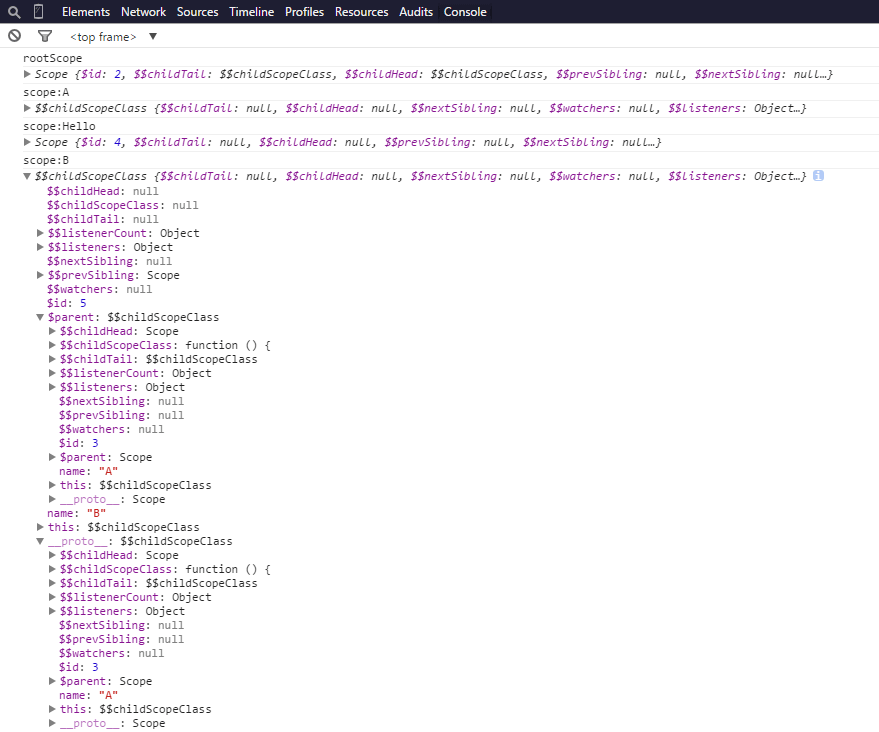 Elements Network Sources Timeline Profiles Resources Audits Console
<top frame> ▼
rootScope
▶ Scope {$id: 2, $$childTail: $$childScopeClass, $$childHead: $$childScopeClass, $$prevSibling: null, $$nextSibling: null…}
scope:A
▶ $$childScopeClass {$$childTail: null, $$childHead: null, $$nextSibling: null, $$watchers: null, $$listeners: Object…}
scope:Hello
▶ Scope {$id: 4, $$childTail: null, $$childHead: null, $$prevSibling: null, $$nextSibling: null…}
scope:B
▼ $$childScopeClass {$$childTail: null, $$childHead: null, $$nextSibling: null, $$watchers: null, $$listeners: Object…} i
$$childHead: null
$$childScopeClass: null
$$childTail: null
▶ $$listenerCount: Object
▶ $$listeners: Object
$$nextSibling: null
▶ $$prevSibling: Scope
$$watchers: null
$id: 5
▼ $parent: $$childScopeClass
▶ $$childHead: Scope
▶ $$childScopeClass: function () {
▶ $$childTail: $$childScopeClass
▶ $$listenerCount: Object
▶ $$listeners: Object
$$nextSibling: null
$$prevSibling: null
$$watchers: null
$id: 3
▶ $parent: Scope
name: "A"
▶ this: $$childScopeClass
▶ __proto__: Scope
name: "B"
▶ this: $$childScopeClass
▼ __proto__: $$childScopeClass
▶ $$childHead: Scope
▶ $$childScopeClass: function () {
▶ $$childTail: $$childScopeClass
▶ $$listenerCount: Object
▶ $$listeners: Object
$$nextSibling: null
$$prevSibling: null
$$watchers: null
$id: 3
▶ $parent: Scope
name: "A"
▶ this: $$childScopeClass
▶ __proto__: Scope